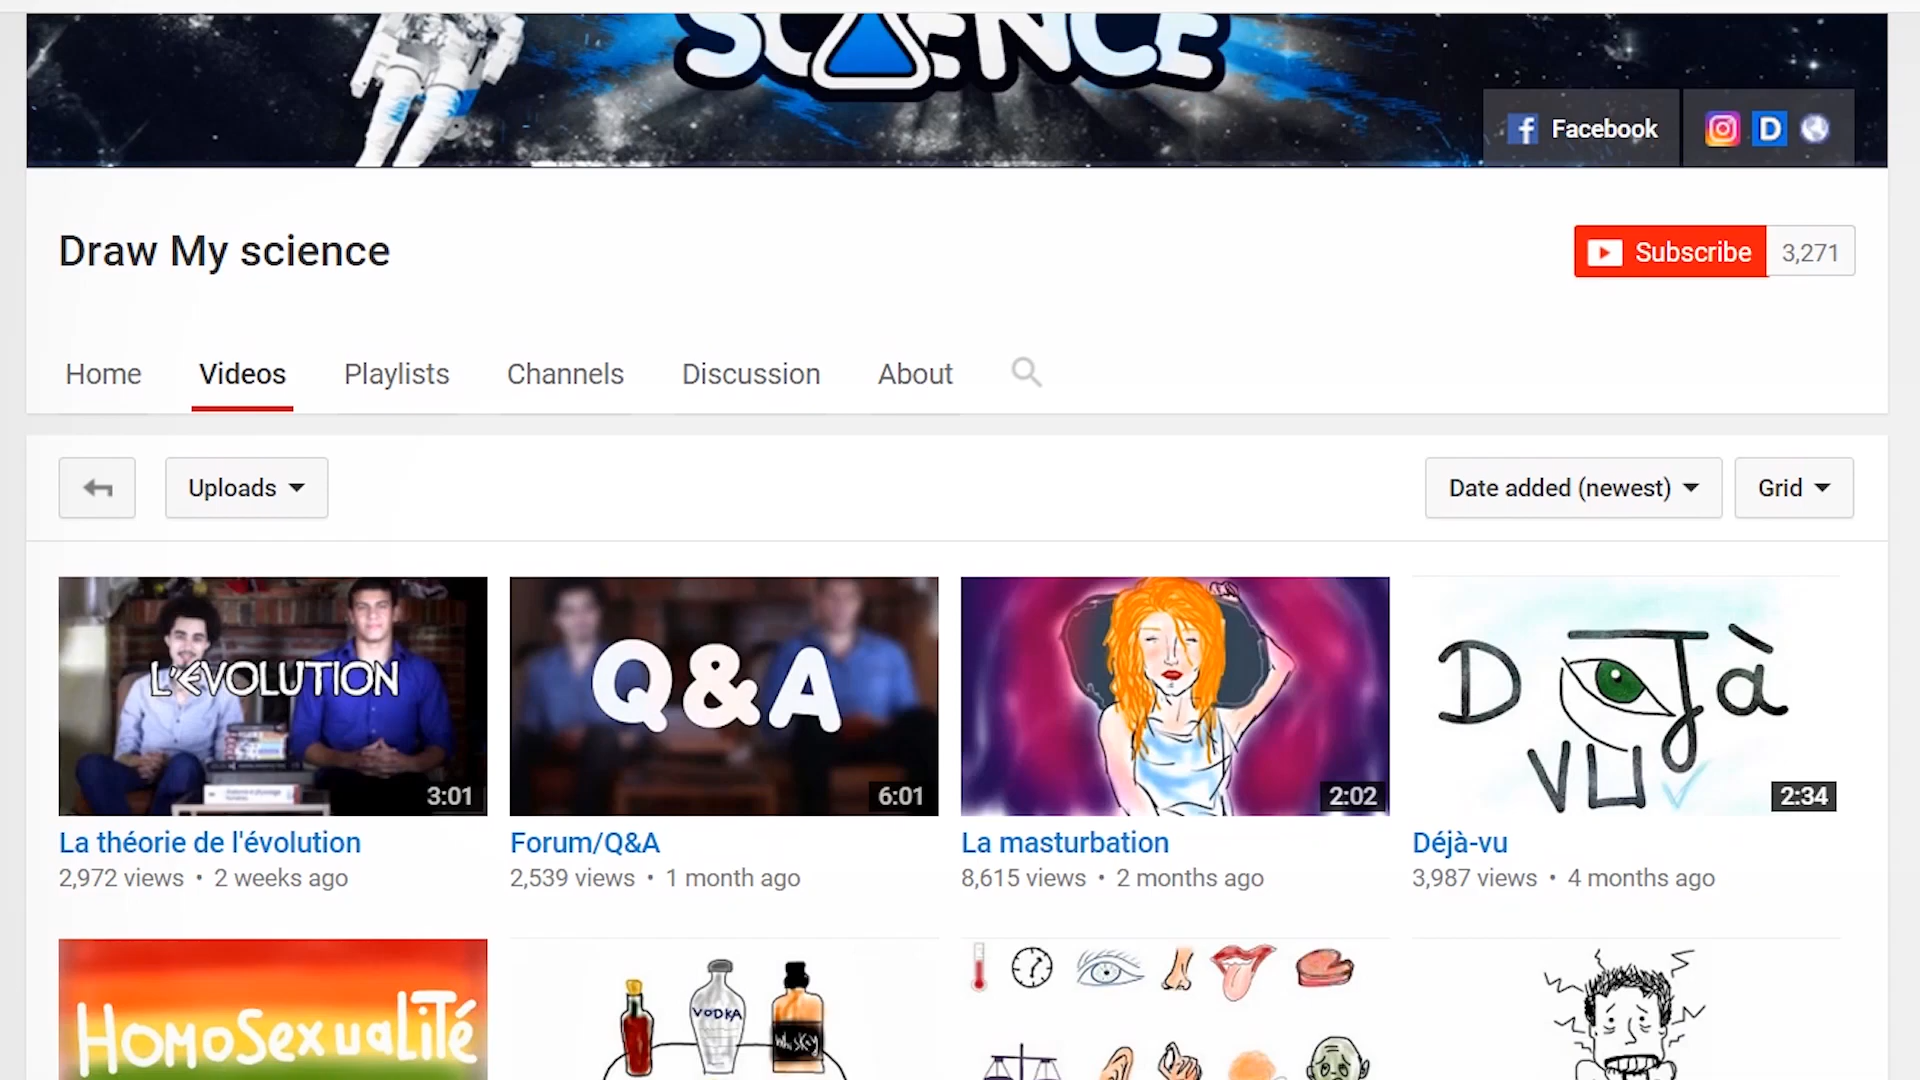 SCIENCE
Facebook
D
Draw My science
Subscribe 3,271
Home Videos Playlists Channels Discussion About
Uploads Date added (newest) Grid
L'ÉVOLUTION
3:01
Q&A
6:01
2:02
Déjà
vu
2:34
La théorie de l'évolution
2,972 views • 2 weeks ago
Forum/Q&A
2,539 views • 1 month ago
La masturbation
8,615 views • 2 months ago
Déjà-vu
3,987 views • 4 months ago
HomoSexualité
VODKA
Whiskey